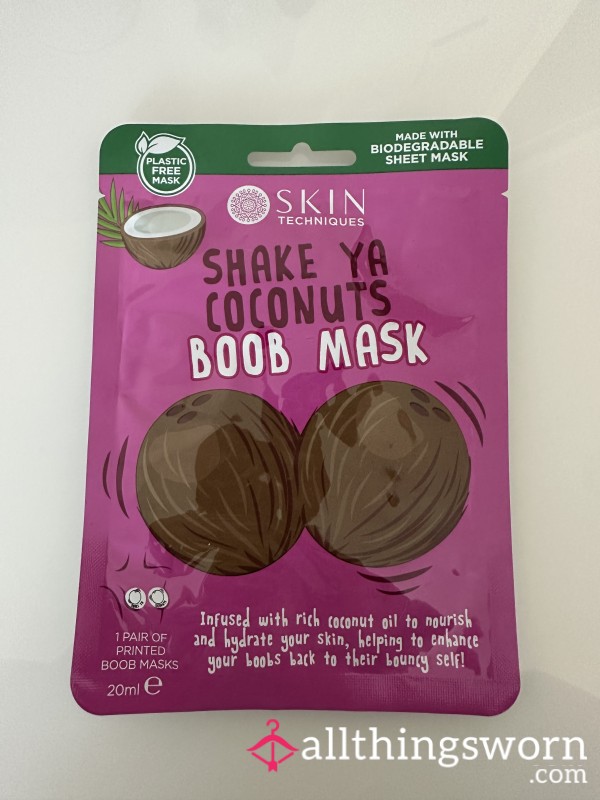 PLASTIC
FREE
MASK
MADE WITH
BIODEGRADABLE
SHEET MASK
SKIN
TECHNIQUES
SHAKE YA
COCONUTS
BOOB MASK
Infused with rich coconut oil to nourish
and hydrate your skin, helping to enhance
your boobs back to their bouncy self!
1 PAIR OF
PRINTED
BOOB MASKS
20ml ℮
allthingsworn
.com